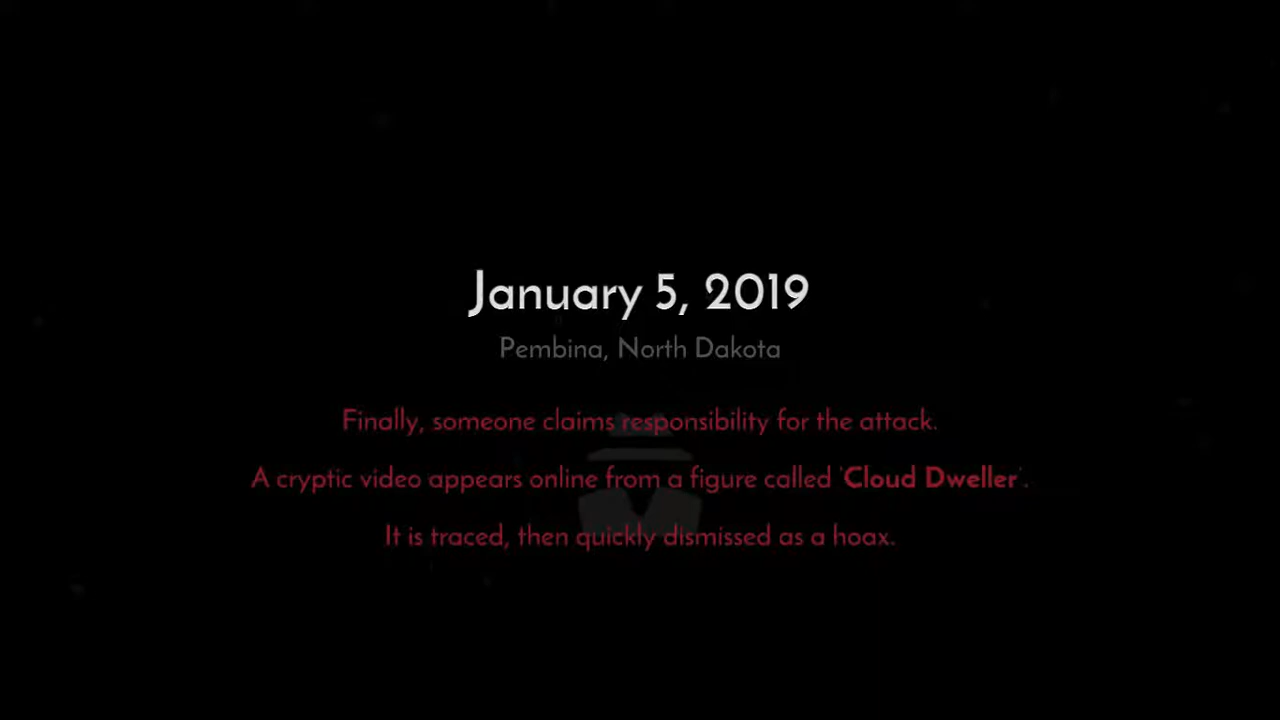 January 5, 2019
Pembina, North Dakota
Finally, someone claims responsibility for the attack.
A cryptic video appears online from a figure called 'Cloud Dweller'.
It is traced, then quickly dismissed as a hoax.